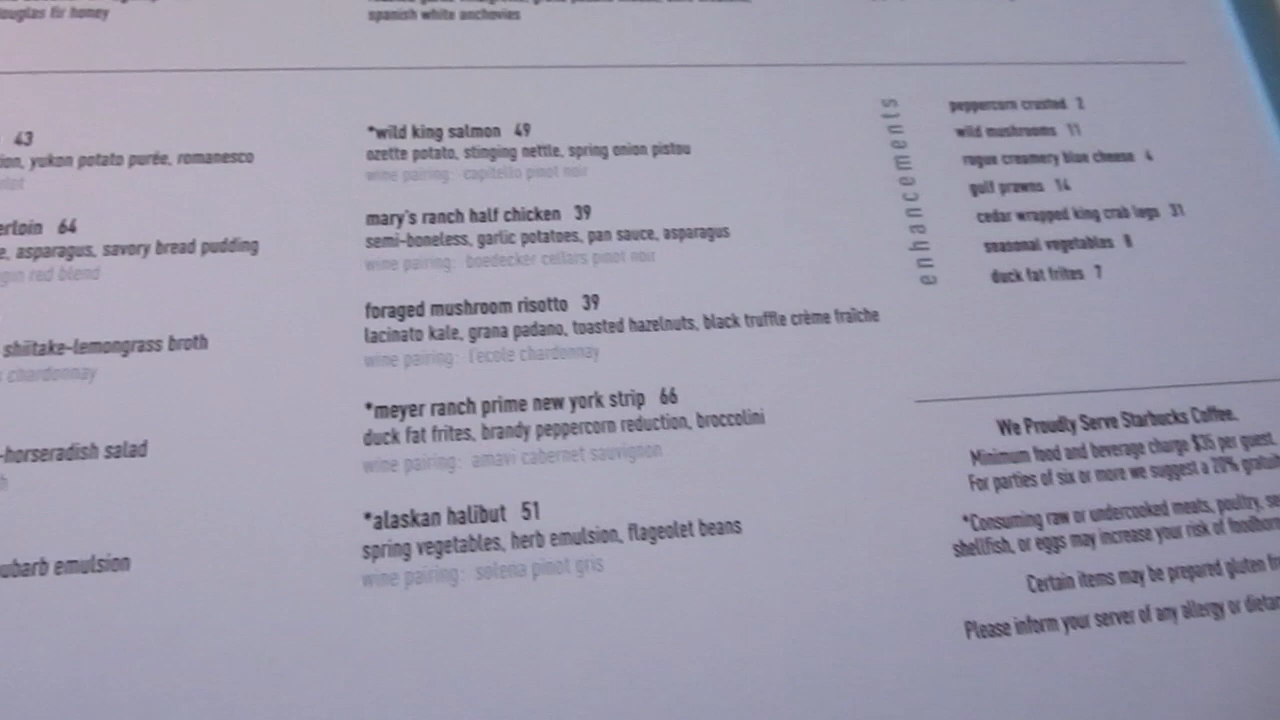 douglas fir honey
spanish white anchovies
43
yukon potato purée, romanesco
64
asparagus, savory bread pudding
red blend
shiitake-lemongrass broth
chardonnay
-horseradish salad
emulsion
*wild king salmon 49
ozette potato, stinging nettle, spring onion pistou
wine pairing: capitello pinot noir
mary's ranch half chicken 39
semi-boneless, garlic potatoes, pan sauce, asparagus
wine pairing: boedecker cellars pinot noir
foraged mushroom risotto 39
lacinato kale, grana padano, toasted hazelnuts, black truffle crème fraîche
wine pairing: l'ecole chardonnay
*meyer ranch prime new york strip 66
duck fat frites, brandy peppercorn reduction, broccolini
wine pairing: amavi cabernet sauvignon
*alaskan halibut 51
spring vegetables, herb emulsion, flageolet beans
wine pairing: solena pinot gris
enhancements
peppercorn crusted 2
wild mushrooms 11
rogue creamery blue cheese 4
gulf prawns 14
cedar wrapped king crab legs 31
seasonal vegetables 8
duck fat frites 7
We Proudly Serve Starbucks Coffee.
Minimum food and beverage charge $35 per guest.
For parties of six or more we suggest a 20% gratui
*Consuming raw or undercooked meats, poultry, se
shellfish, or eggs may increase your risk of foodbor
Certain items may be prepared gluten fr
Please inform your server of any allergy or dieta